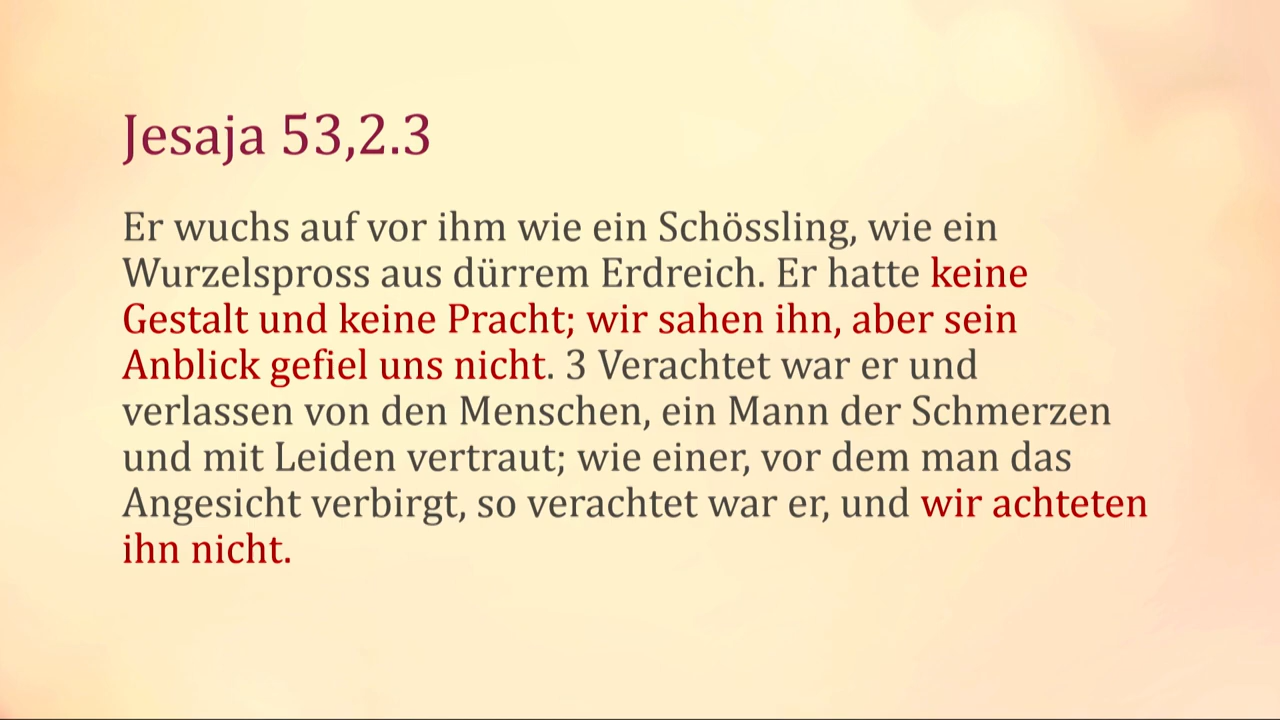 Jesaja 53,2.3
Er wuchs auf vor ihm wie ein Schössling, wie ein
Wurzelspross aus dürrem Erdreich. Er hatte keine
Gestalt und keine Pracht; wir sahen ihn, aber sein
Anblick gefiel uns nicht. 3 Verachtet war er und
verlassen von den Menschen, ein Mann der Schmerzen
und mit Leiden vertraut; wie einer, vor dem man das
Angesicht verbirgt, so verachtet war er, und wir achteten
ihn nicht.